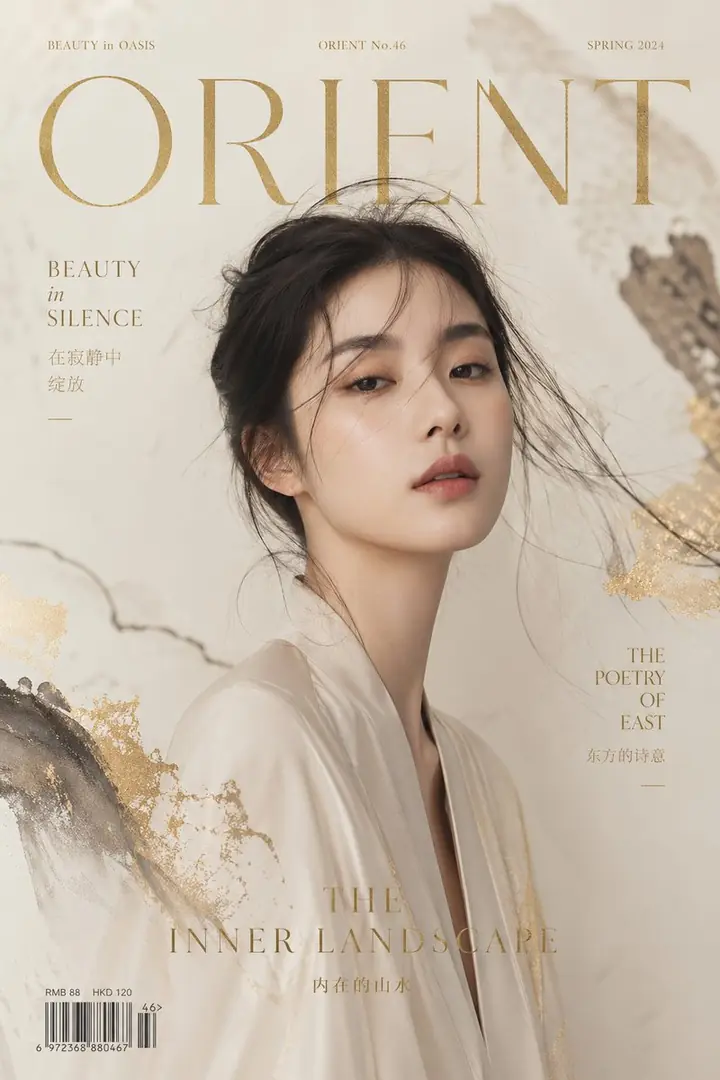 BEAUTY in OASIS
ORIENT No.46
SPRING 2024
ORIENT
BEAUTY
in
SILENCE
在寂静中
绽放
THE
POETRY
OF
EAST
东方的诗意
THE
INNER LANDSCAPE
内在的山水
RMB 88 HKD 120
46>
6 972368 880467